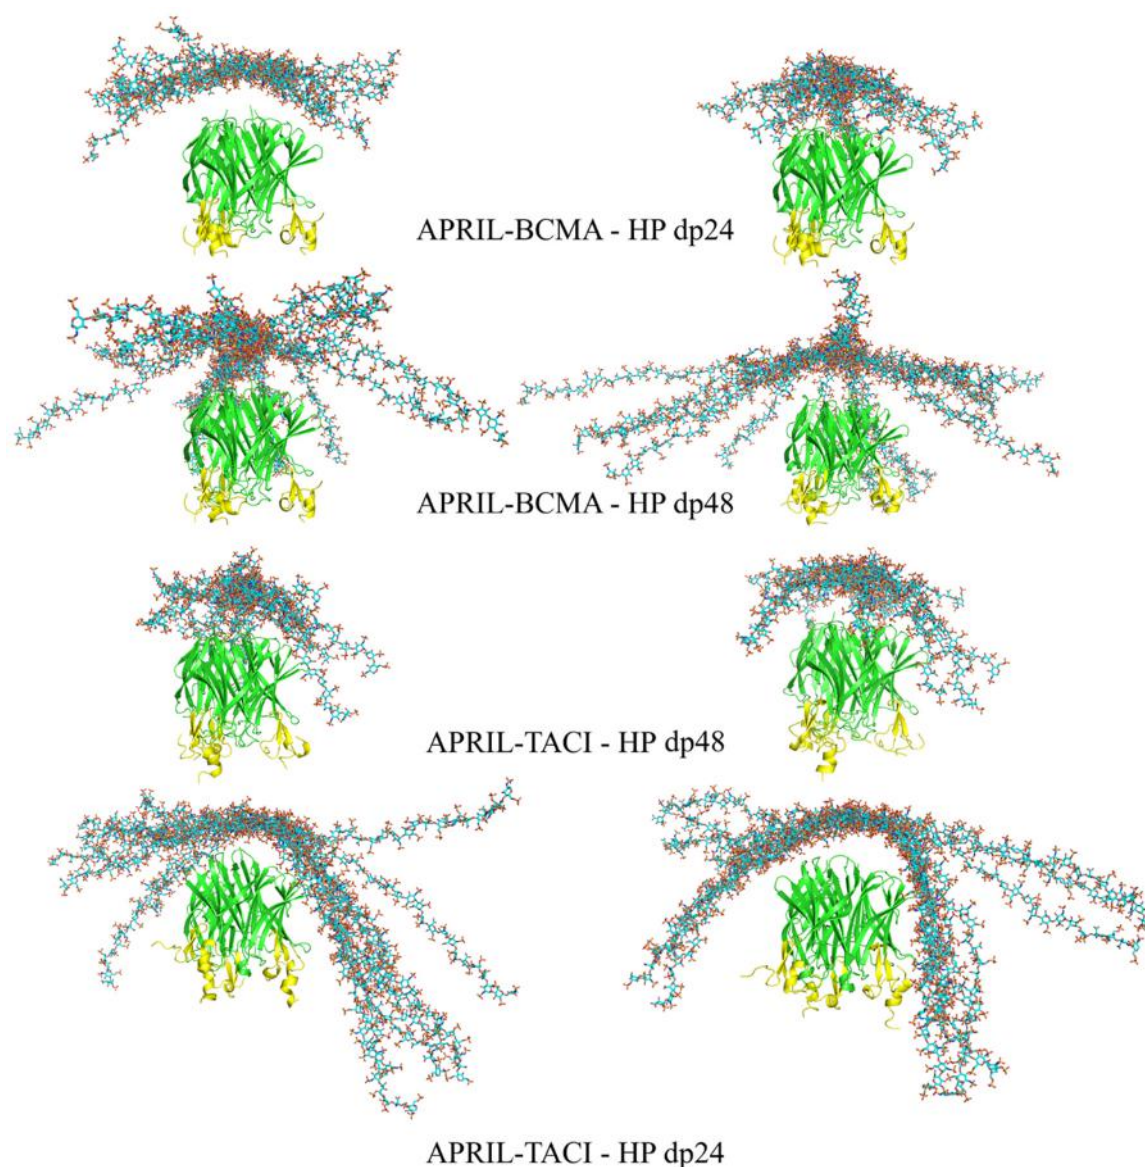 APRIL-BCMA - HP dp24
APRIL-BCMA - HP dp48
APRIL-TACI - HP dp48
APRIL-TACI - HP dp24